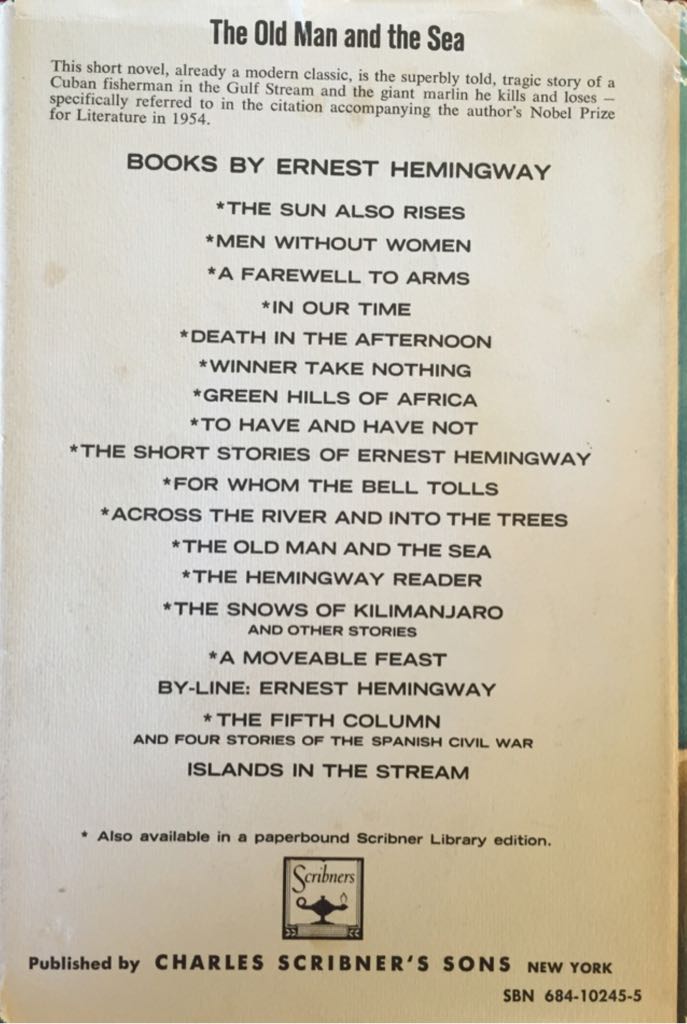 The Old Man and the Sea
This short novel, already a modern classic, is the superbly told, tragic story of a
Cuban fisherman in the Gulf Stream and the giant marlin he kills and loses —
specifically referred to in the citation accompanying the author's Nobel Prize
for Literature in 1954.
BOOKS BY ERNEST HEMINGWAY
*THE SUN ALSO RISES
*MEN WITHOUT WOMEN
*A FAREWELL TO ARMS
*IN OUR TIME
*DEATH IN THE AFTERNOON
*WINNER TAKE NOTHING
*GREEN HILLS OF AFRICA
*TO HAVE AND HAVE NOT
*THE SHORT STORIES OF ERNEST HEMINGWAY
*FOR WHOM THE BELL TOLLS
*ACROSS THE RIVER AND INTO THE TREES
*THE OLD MAN AND THE SEA
*THE HEMINGWAY READER
*THE SNOWS OF KILIMANJARO
AND OTHER STORIES
*A MOVEABLE FEAST
BY-LINE: ERNEST HEMINGWAY
*THE FIFTH COLUMN
AND FOUR STORIES OF THE SPANISH CIVIL WAR
ISLANDS IN THE STREAM
* Also available in a paperbound Scribner Library edition.
Scribners
Published by CHARLES SCRIBNER'S SONS NEW YORK
SBN 684-10245-5